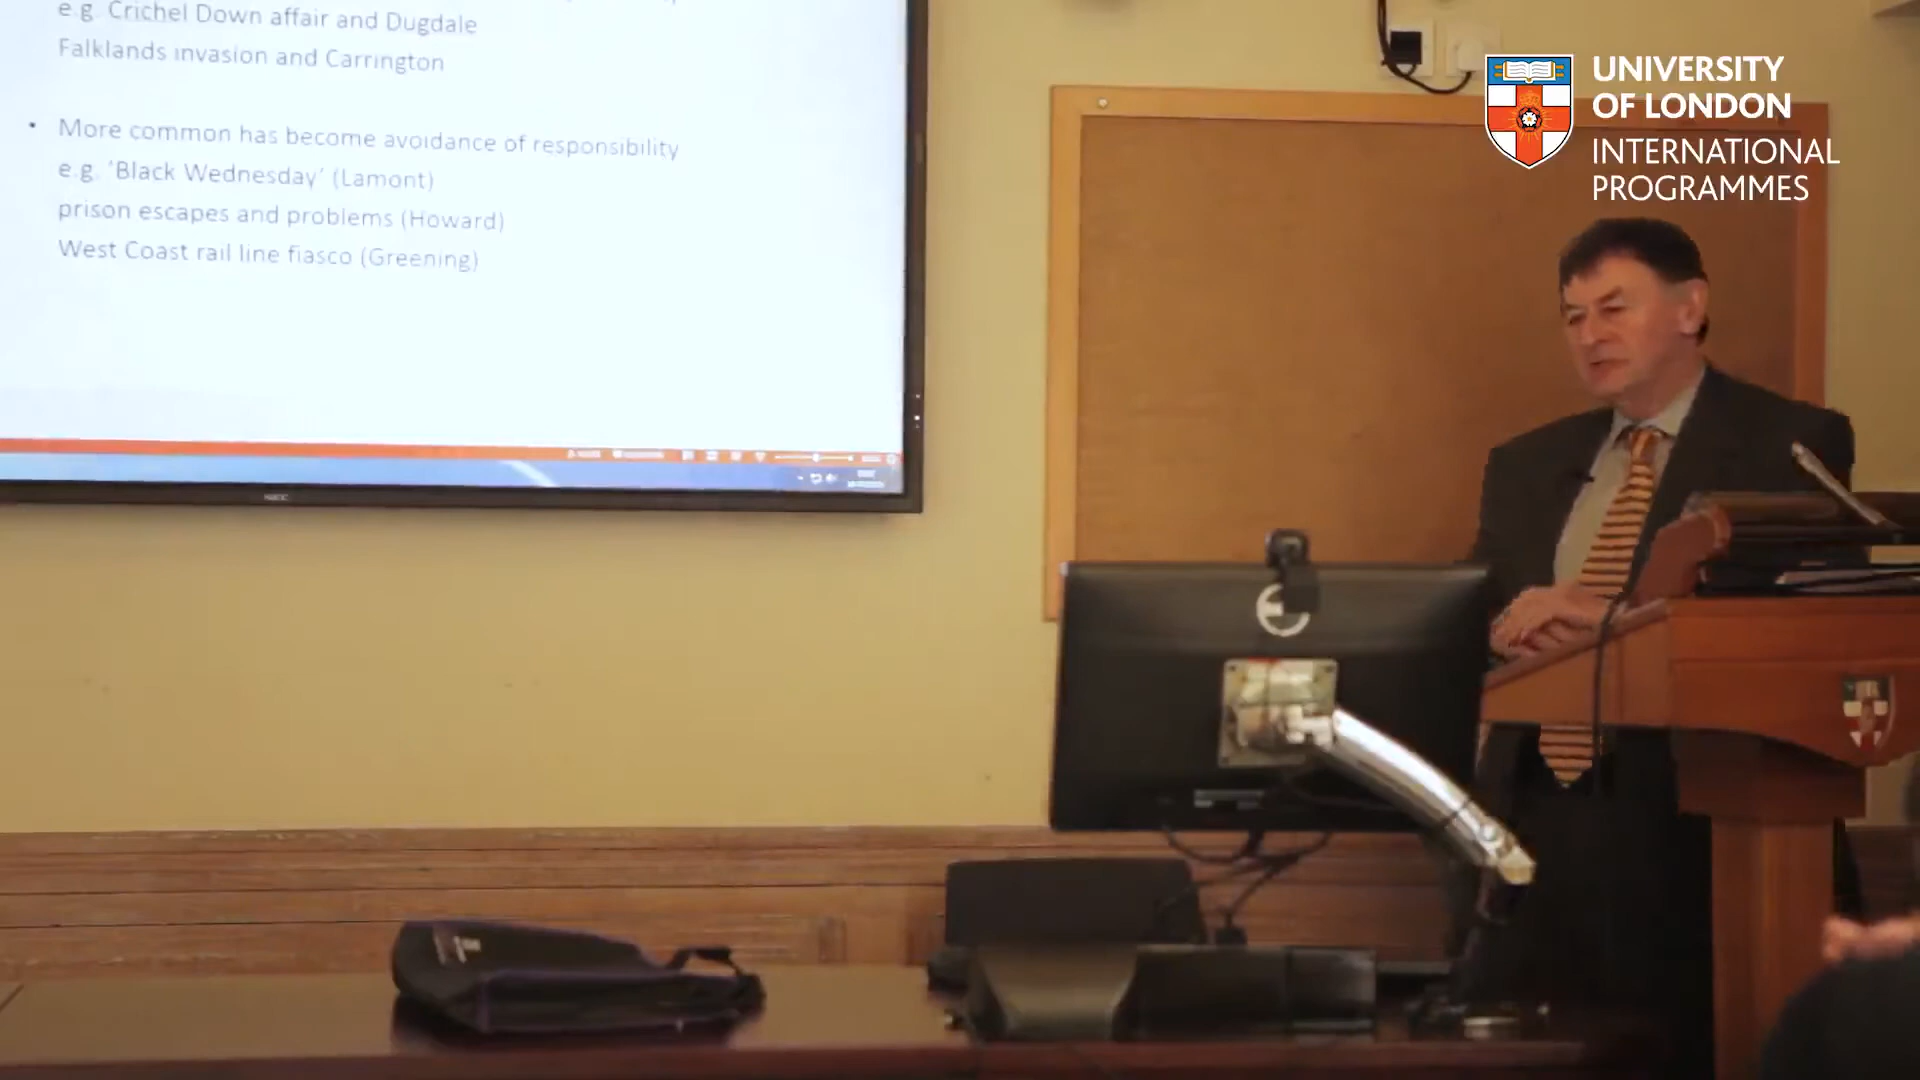 e.g. Crichel Down affair and Dugdale
Falklands invasion and Carrington
• More common has become avoidance of responsibility
e.g. ‘Black Wednesday’ (Lamont)
prison escapes and problems (Howard)
West Coast rail line fiasco (Greening)
NEC
UNIVERSITY
OF LONDON
INTERNATIONAL
PROGRAMMES